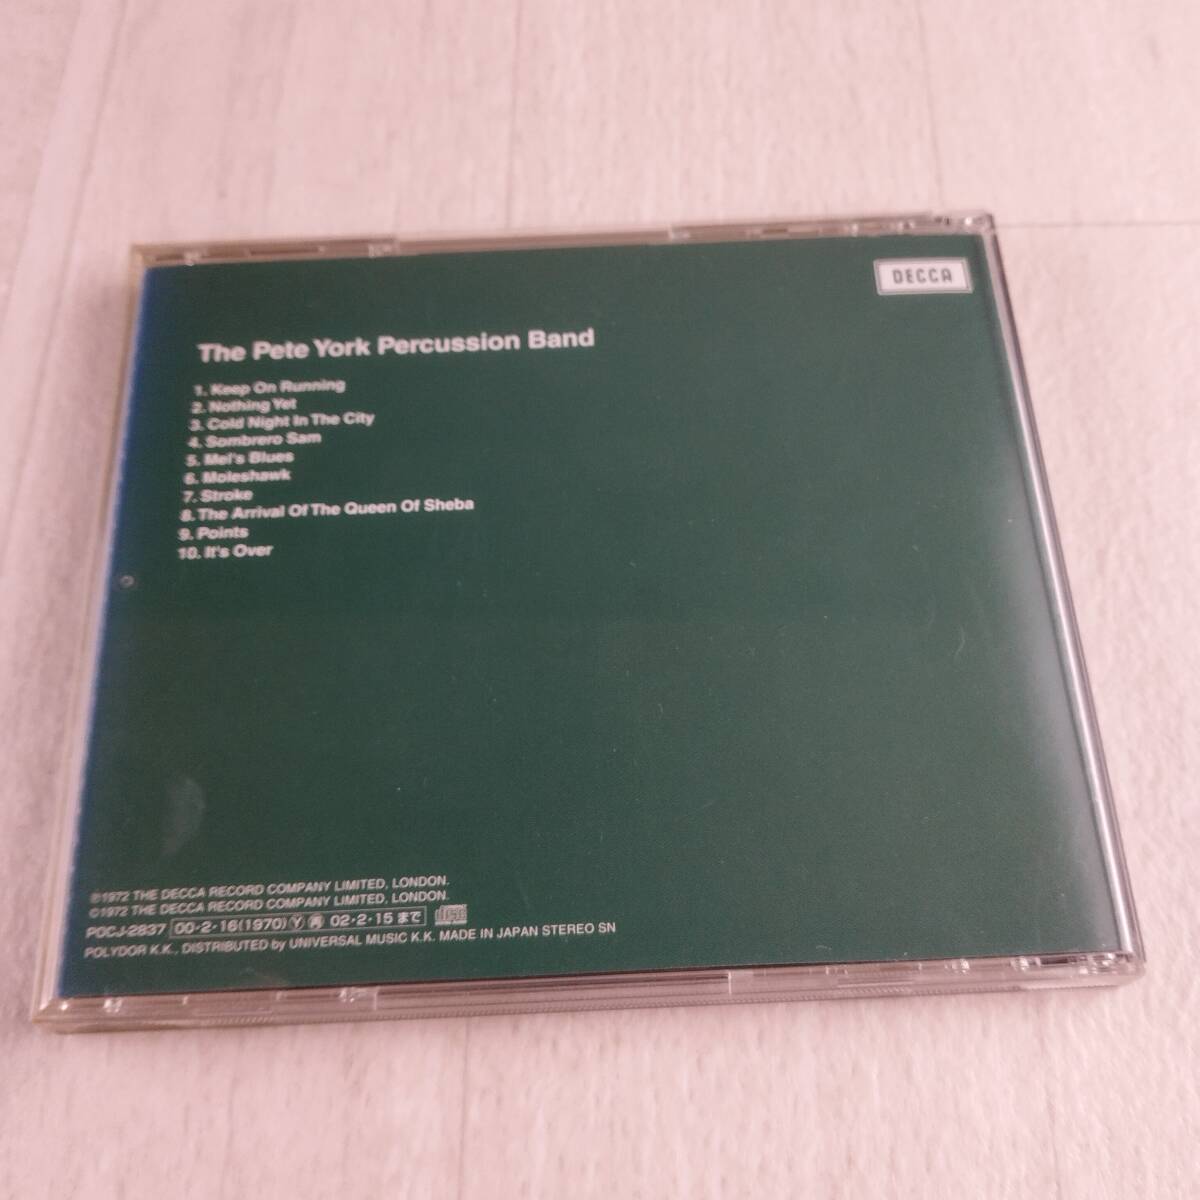 DECCA
The Pete York Percussion Band
1. Keep On Running
2. Nothing Yet
3. Cold Night In The City
4. Sombrero Sam
5. Mel's Blues
6. Moleshawk
7. Stroke
8. The Arrival Of The Queen Of Sheba
9. Points
10. It's Over
℗1972 THE DECCA RECORD COMPANY LIMITED, LONDON.
©1972 THE DECCA RECORD COMPANY LIMITED, LONDON.
POCJ-2837 00・2・16(1970) Ⓨ 再 02・2・15まで
POLYDOR K.K., DISTRIBUTED by UNIVERSAL MUSIC K.K. MADE IN JAPAN STEREO SN